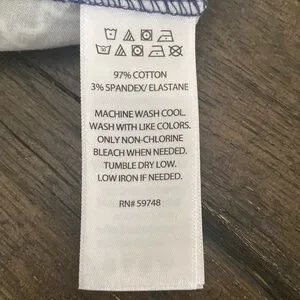 97% COTTON
3% SPANDEX/ ELASTANE
MACHINE WASH COOL.
WASH WITH LIKE COLORS.
ONLY NON-CHLORINE
BLEACH WHEN NEEDED.
TUMBLE DRY LOW.
LOW IRON IF NEEDED.
RN# 59748